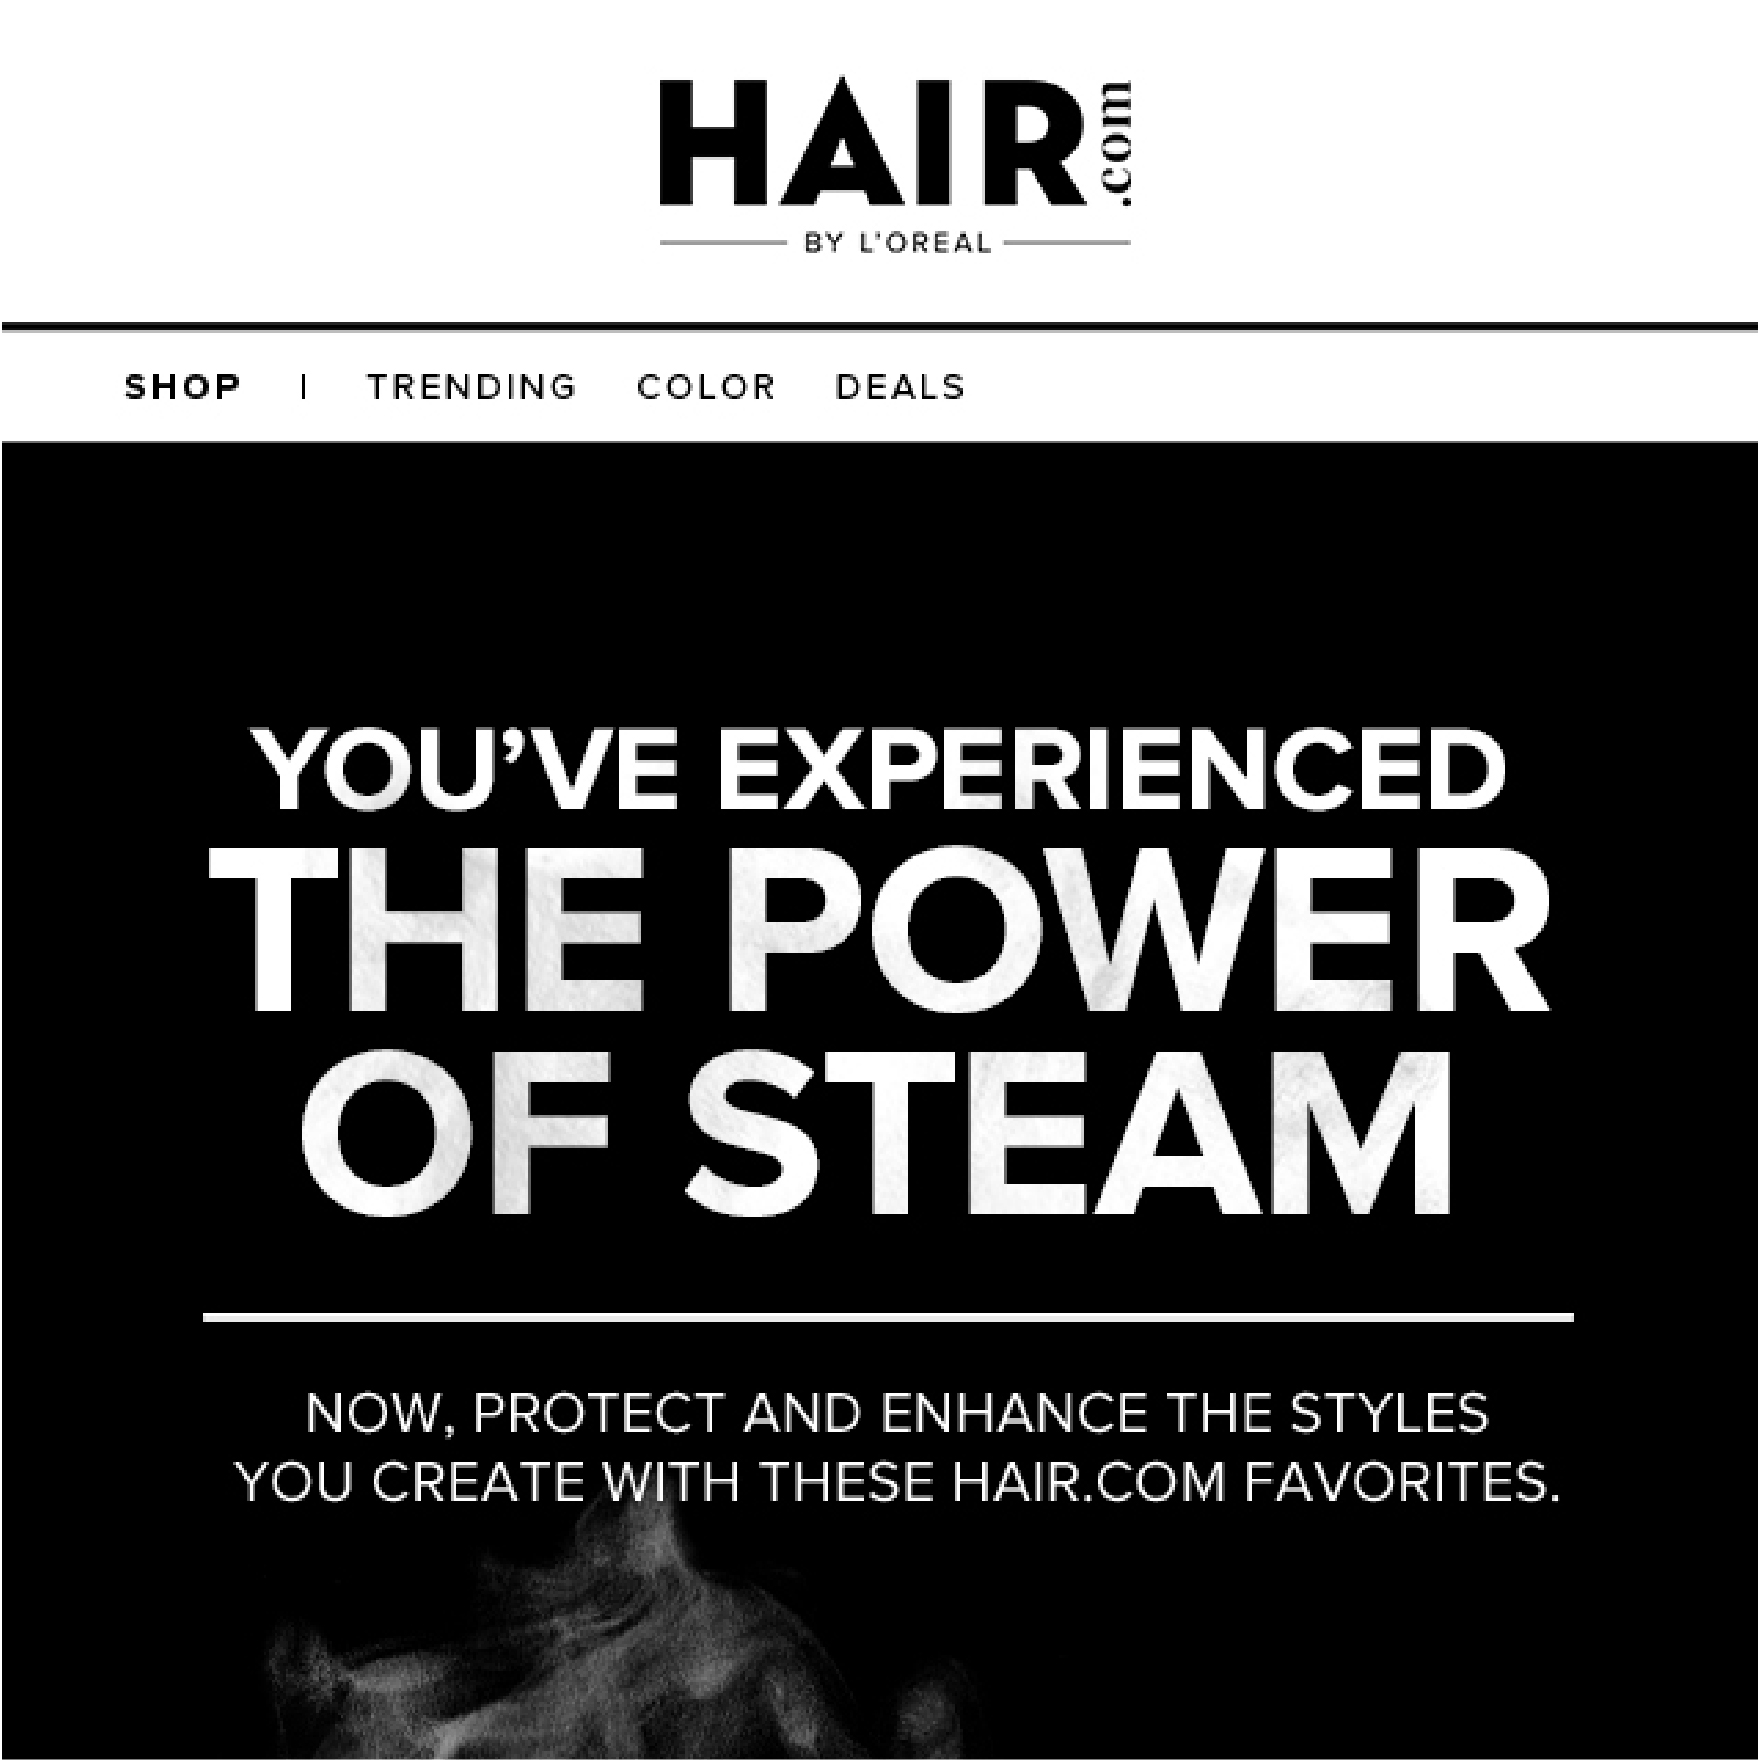 HAIR.com
BY L'OREAL
SHOP | TRENDING COLOR DEALS
YOU’VE EXPERIENCED
THE POWER
OF STEAM
NOW, PROTECT AND ENHANCE THE STYLES
YOU CREATE WITH THESE HAIR.COM FAVORITES.